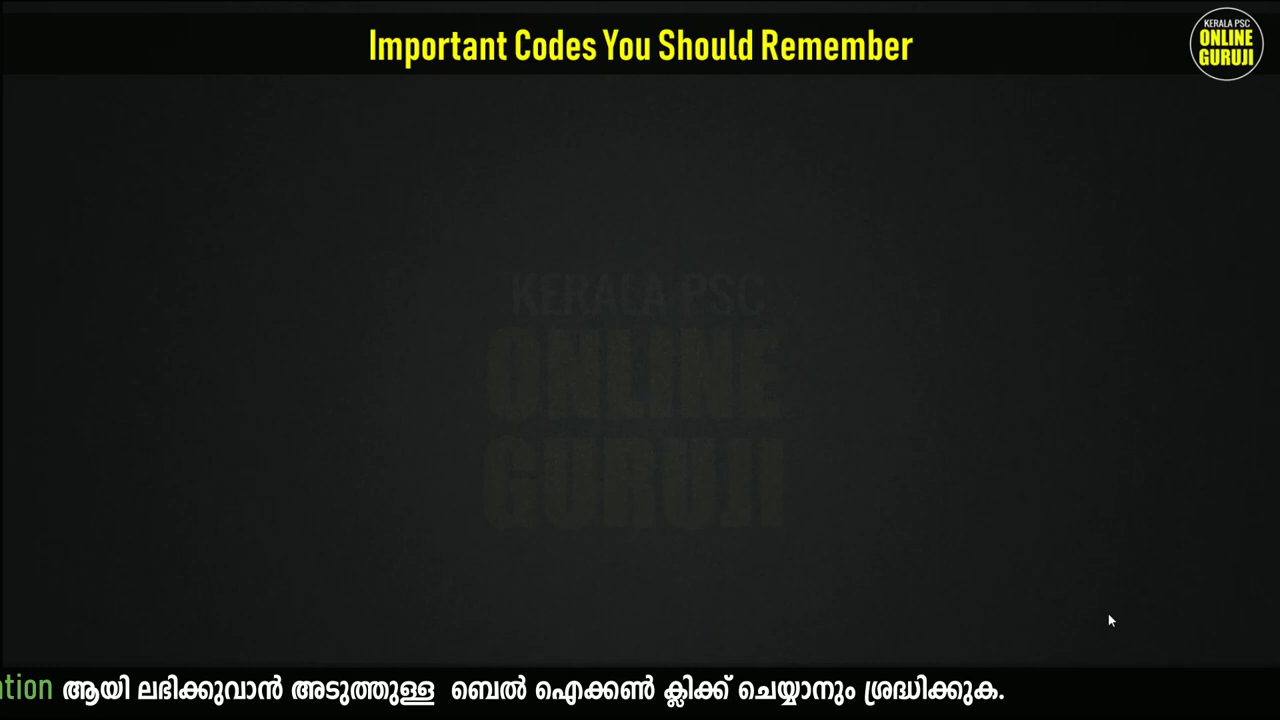 Important Codes You Should Remember
KERALA PSC
ONLINE
GURUJI
KERALA PSC
ONLINE
GURUJI
ation ആയി ലഭിക്കുവാൻ അടുത്തുള്ള ബെൽ ഐക്കൺ ക്ലിക്ക് ചെയ്യാനും ശ്രദ്ധിക്കുക.